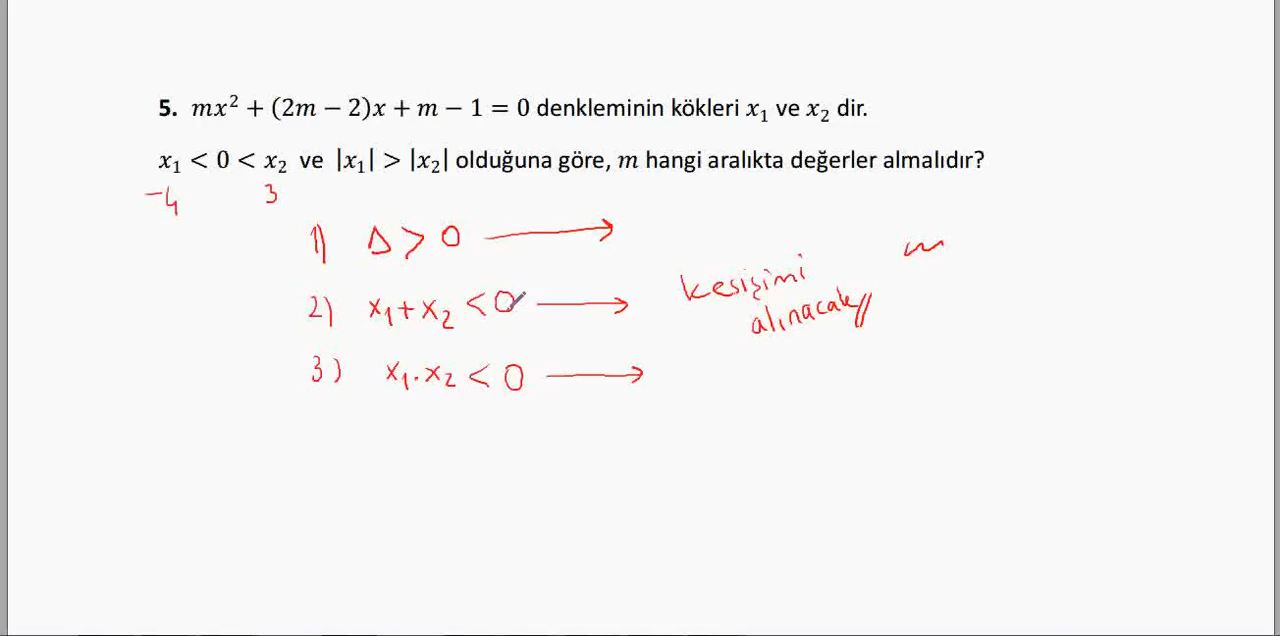 5. mx² + (2m − 2)x + m − 1 = 0 denkleminin kökleri x₁ ve x₂ dir.
x₁ < 0 < x₂ ve |x₁| > |x₂| olduğuna göre, m hangi aralıkta değerler almalıdır?
-4 3
1) Δ > 0
2) x₁ + x₂ < 0
kesişimi
alınacak
3) x₁ . x₂ < 0